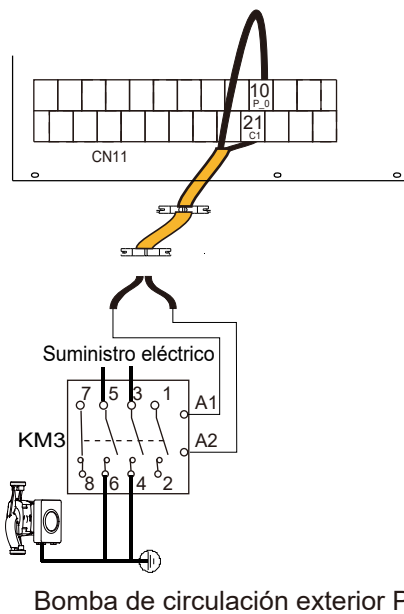 10
P_0
21
C1
CN11
Suministro eléctrico
7 5 3 1
A1
KM3
A2
8 6 4 2
Bomba de circulación exterior P